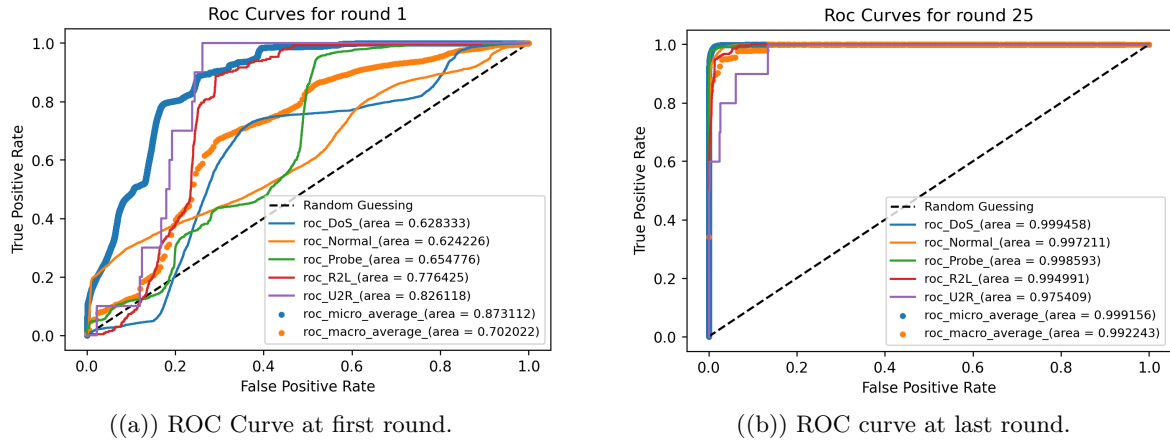 Roc Curves for round 1
True Positive Rate
1.0
0.8
0.6
0.4
0.2
0.0
Random Guessing
roc_DoS_(area = 0.628333)
roc_Normal_(area = 0.624226)
roc_Probe_(area = 0.654776)
roc_R2L_(area = 0.776425)
roc_U2R_(area = 0.826118)
roc_micro_average_(area = 0.873112)
roc_macro_average_(area = 0.702022)
0.0 0.2 0.4 0.6 0.8 1.0
False Positive Rate
((a)) ROC Curve at first round.
Roc curves for round 25
True Positive Rate
1.0
0.8
0.6
0.4
0.2
0.0
Random Guessing
roc_DoS_(area = 0.999458)
roc_Normal_(area = 0.997211)
roc_Probe_(area = 0.998593)
roc_R2L_(area = 0.994991)
roc_U2R_(area = 0.975409)
roc_micro_average_(area = 0.999156)
roc_macro_average_(area = 0.992243)
0.0 0.2 0.4 0.6 0.8 1.0
False Positive Rate
((b)) ROC curve at last round.